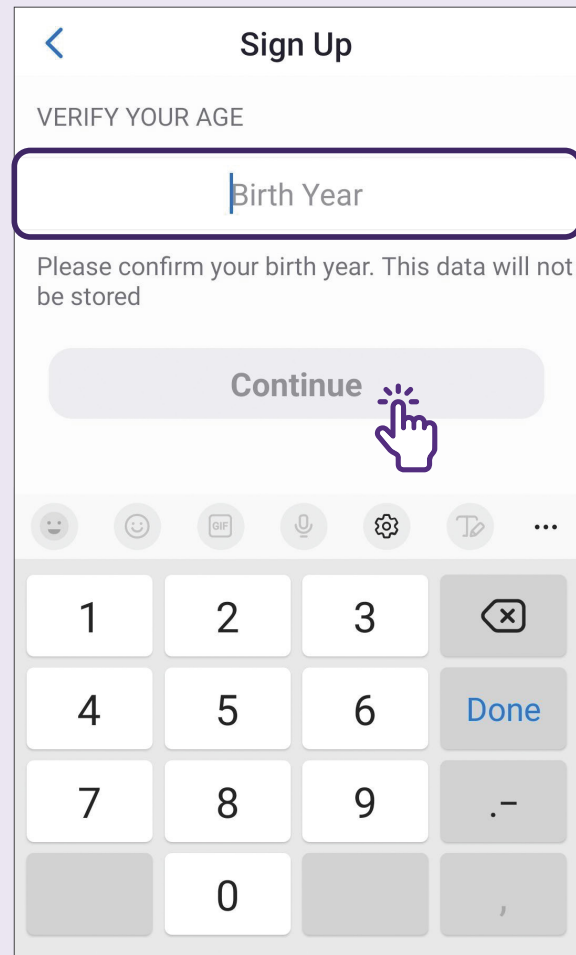 Sign Up
VERIFY YOUR AGE
Birth Year
Please confirm your birth year. This data will not
be stored
Continue
GIF
1 2 3
4 5 6 Done
7 8 9 .–
0 ,